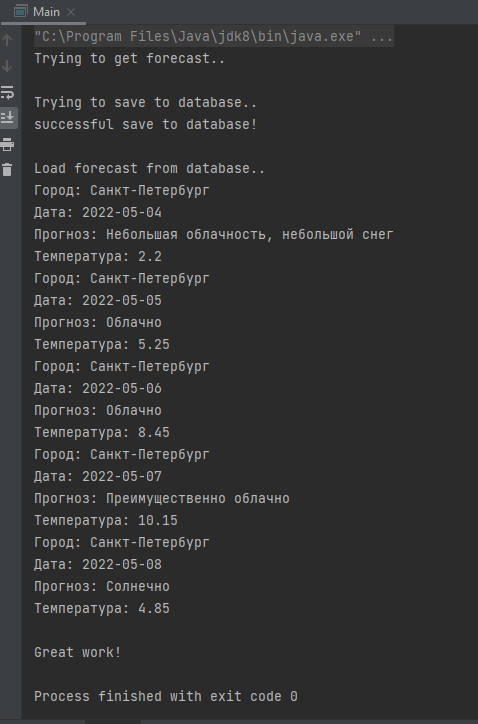 Main
"C:\Program Files\Java\jdk8\bin\java.exe" ...
Trying to get forecast..
Trying to save to database..
successful save to database!
Load forecast from database..
Город: Санкт-Петербург
Дата: 2022-05-04
Прогноз: Небольшая облачность, небольшой снег
Температура: 2.2
Город: Санкт-Петербург
Дата: 2022-05-05
Прогноз: Облачно
Температура: 5.25
Город: Санкт-Петербург
Дата: 2022-05-06
Прогноз: Облачно
Температура: 8.45
Город: Санкт-Петербург
Дата: 2022-05-07
Прогноз: Преимущественно облачно
Температура: 10.15
Город: Санкт-Петербург
Дата: 2022-05-08
Прогноз: Солнечно
Температура: 4.85
Great work!
Process finished with exit code 0